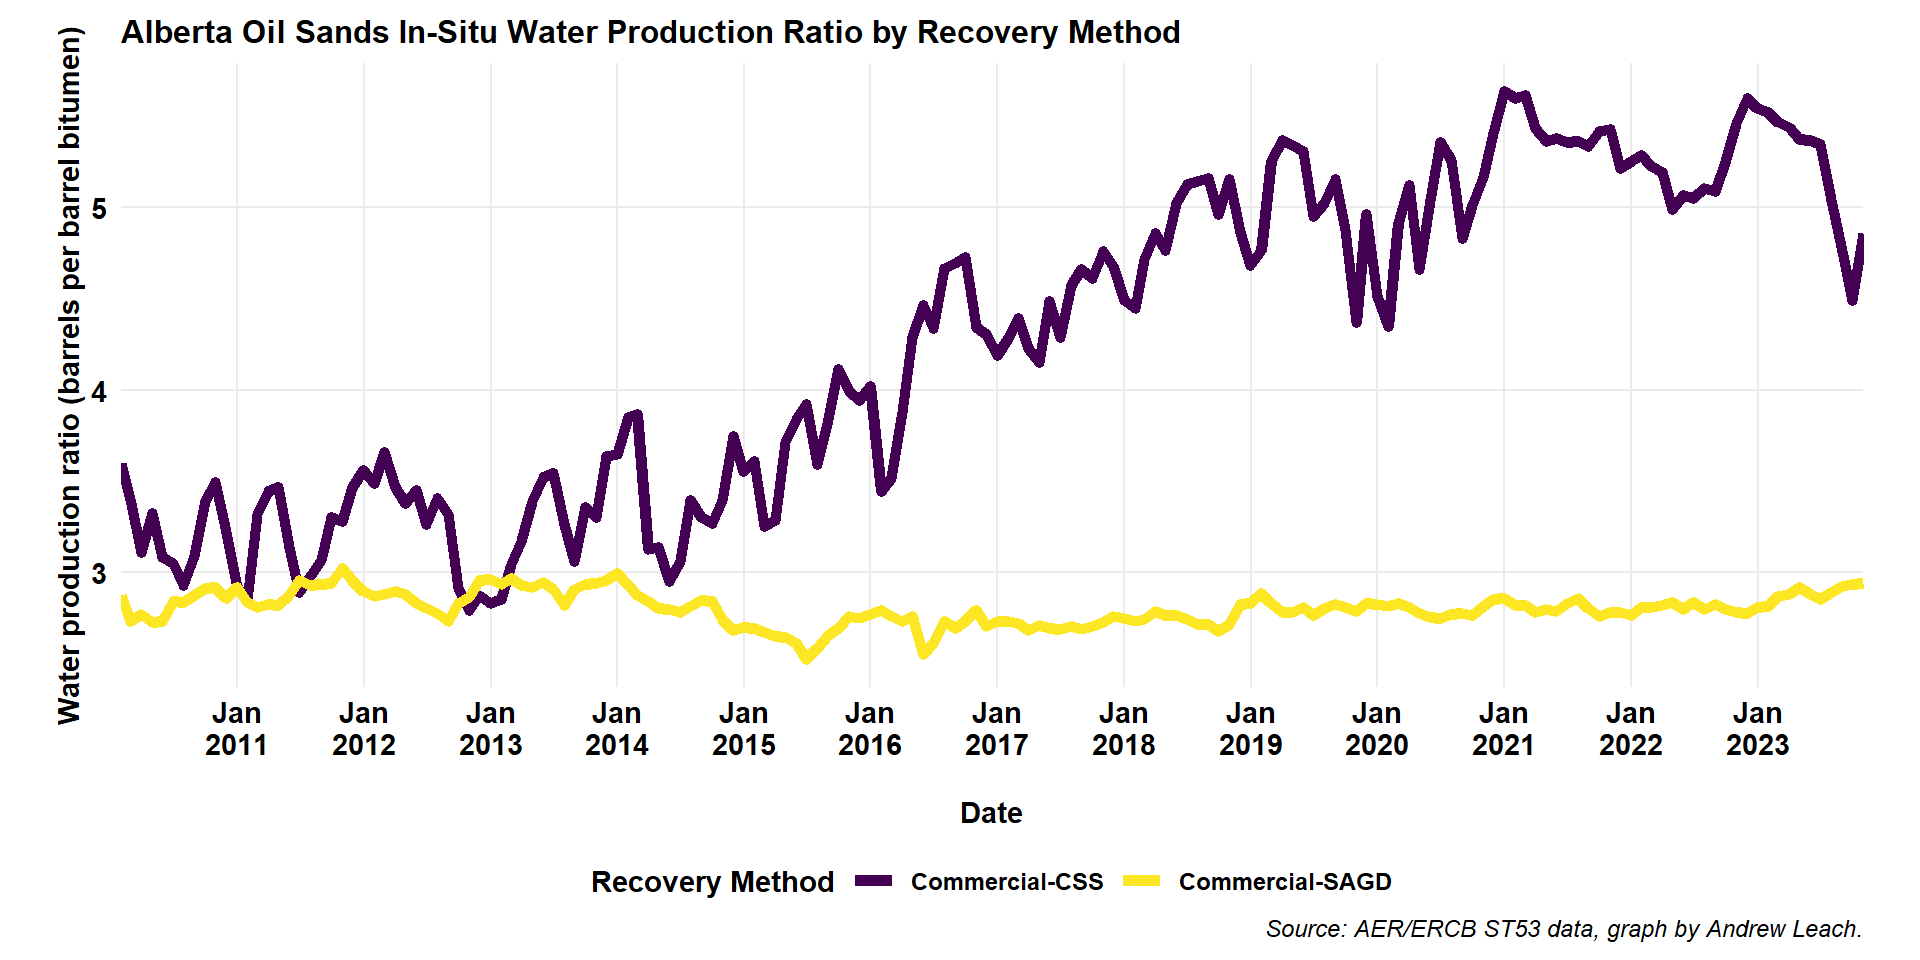 Alberta Oil Sands In-Situ Water Production Ratio by Recovery Method
Water production ratio (barrels per barrel bitumen)
5
4
3
Jan Jan Jan Jan Jan Jan Jan Jan Jan Jan Jan Jan Jan
2011 2012 2013 2014 2015 2016 2017 2018 2019 2020 2021 2022 2023
Date
Recovery Method Commercial-CSS Commercial-SAGD
Source: AER/ERCB ST53 data, graph by Andrew Leach.